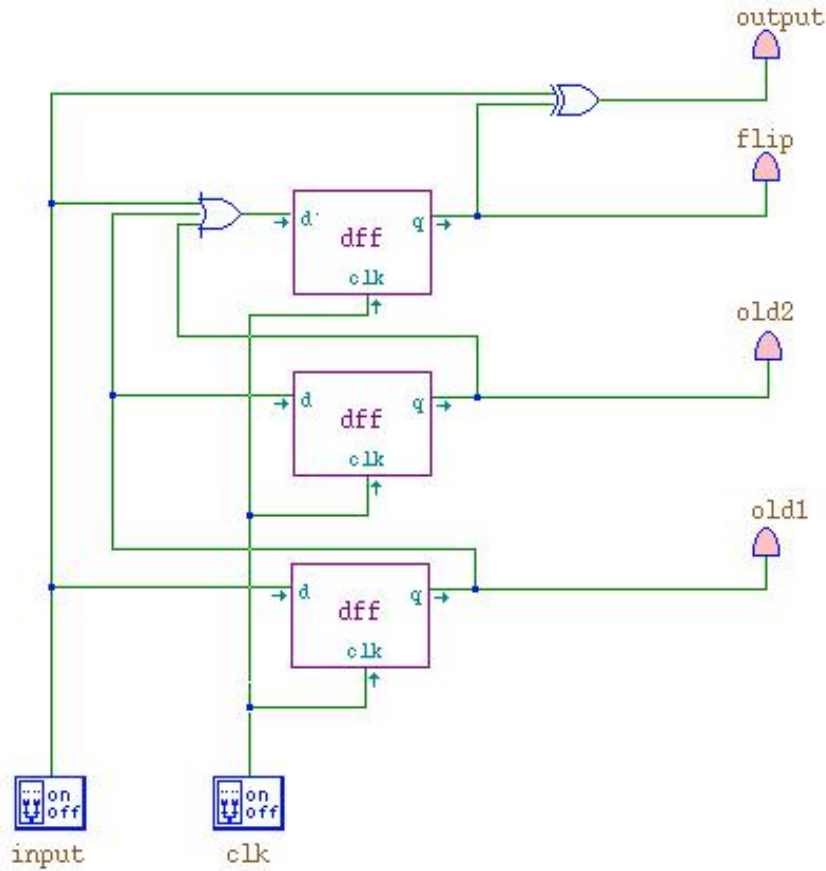 output
flip
d q
dff
clk
old2
d q
dff
clk
old1
d q
dff
clk
on
off
on
off
input clk